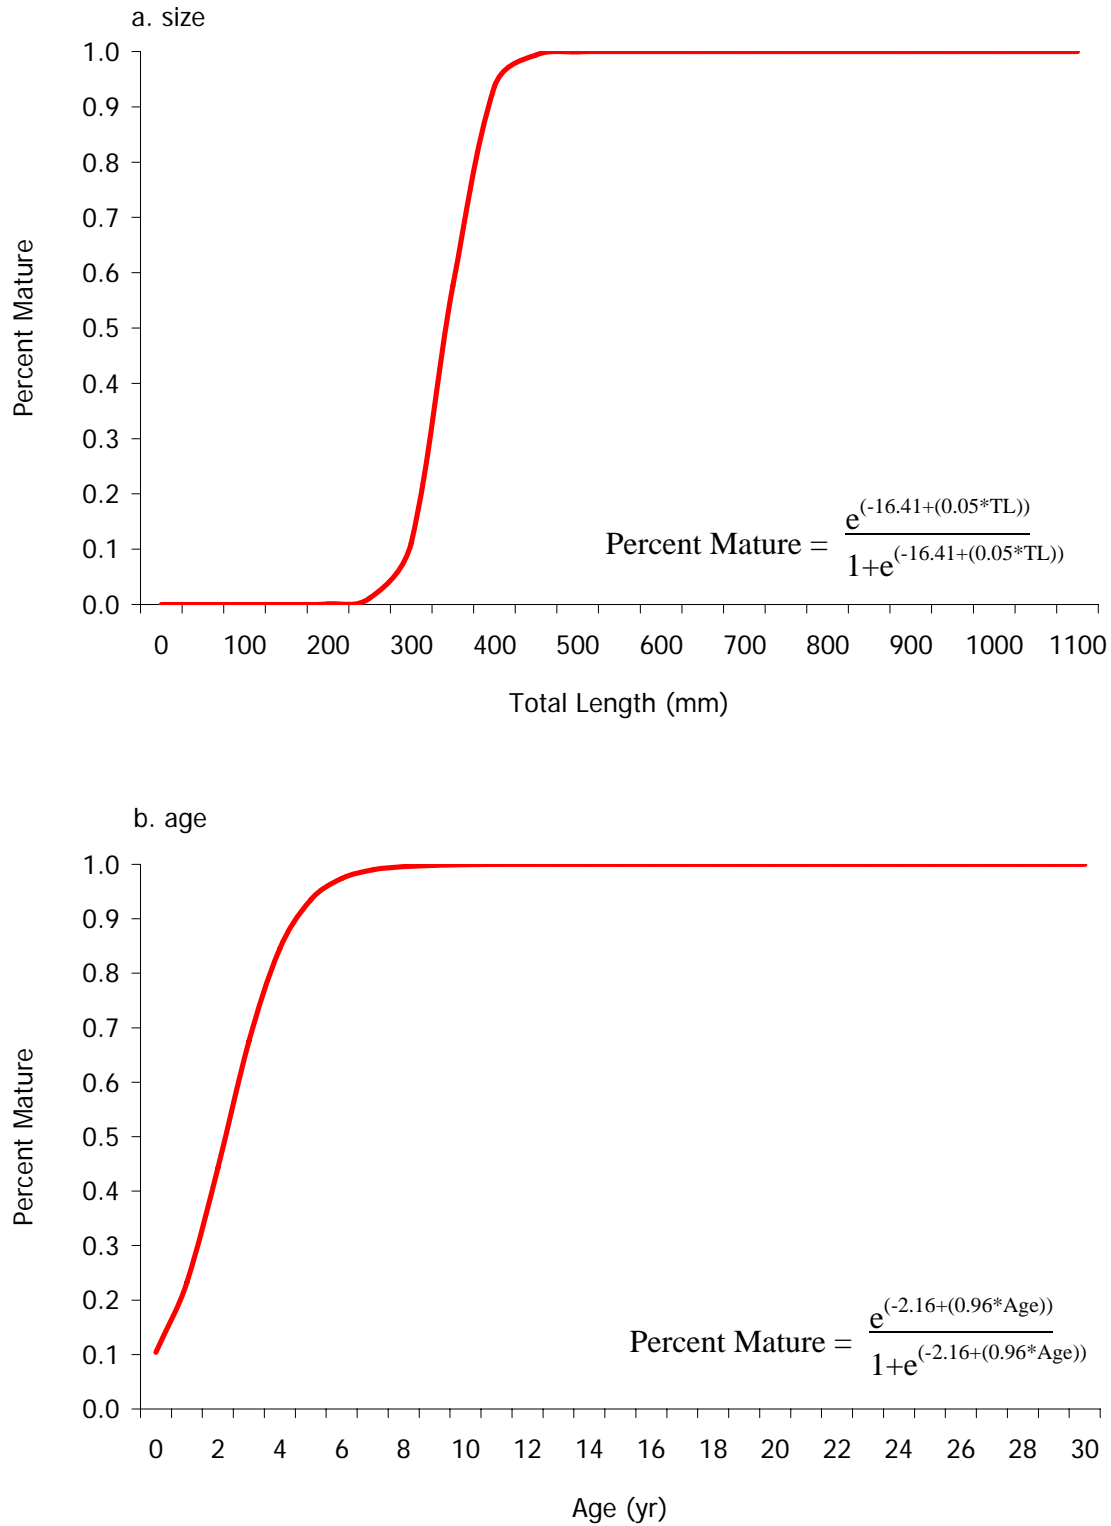 a. size
1.0
0.9
0.8
0.7
0.6
0.5
0.4
0.3
0.2
0.1
0.0
Percent Mature
Percent Mature = e^(-16.41+(0.05*TL))
1+e^(-16.41+(0.05*TL))
0 100 200 300 400 500 600 700 800 900 1000 1100
Total Length (mm)
b. age
1.0
0.9
0.8
0.7
0.6
0.5
0.4
0.3
0.2
0.1
0.0
Percent Mature
Percent Mature = e^(-2.16+(0.96*Age))
1+e^(-2.16+(0.96*Age))
0 2 4 6 8 10 12 14 16 18 20 22 24 26 28 30
Age (yr)